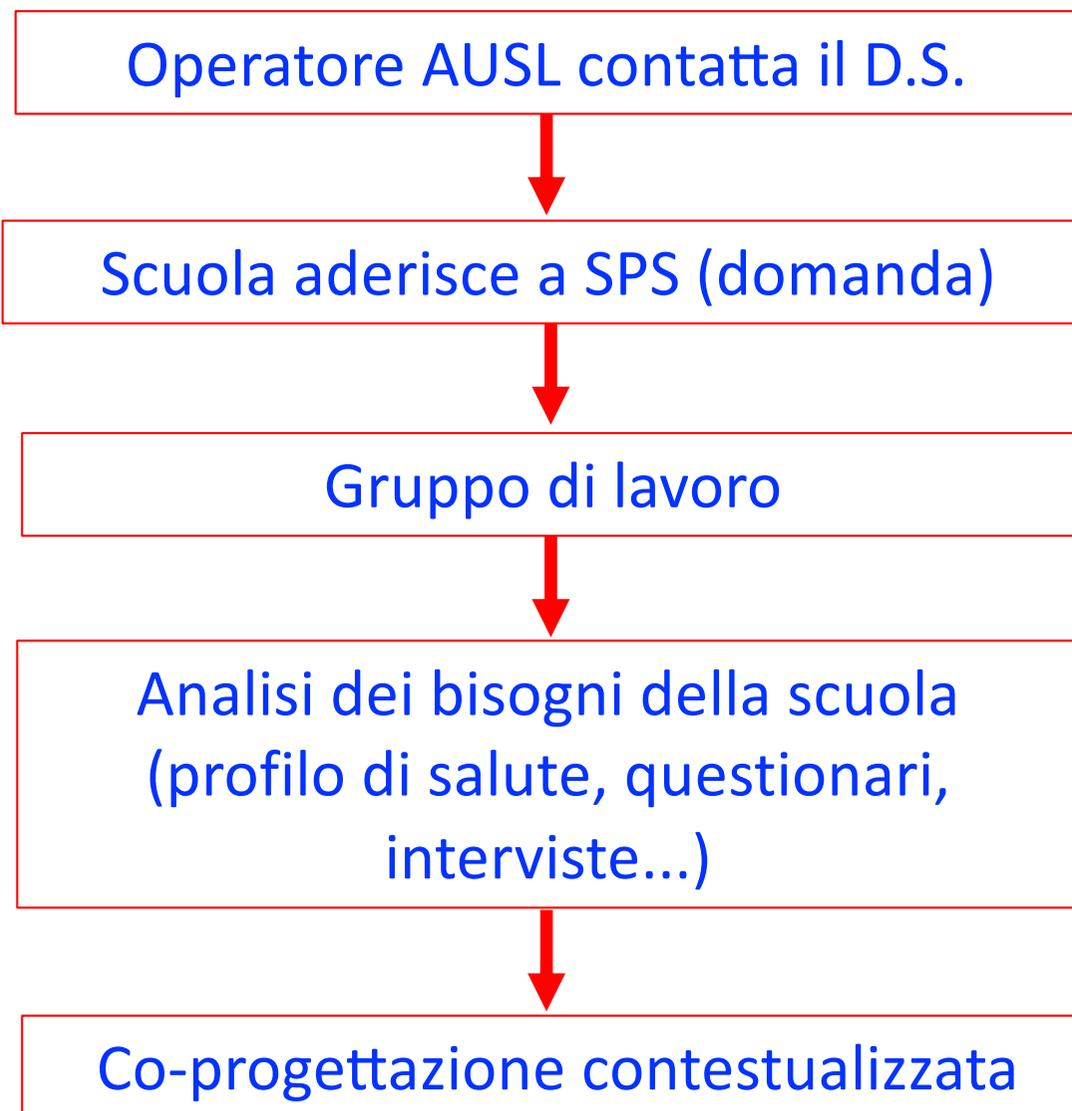 Operatore AUSL contatta il D.S.
Scuola aderisce a SPS (domanda)
Gruppo di lavoro
Analisi dei bisogni della scuola
(profilo di salute, questionari,
interviste...)
Co-progettazione contestualizzata